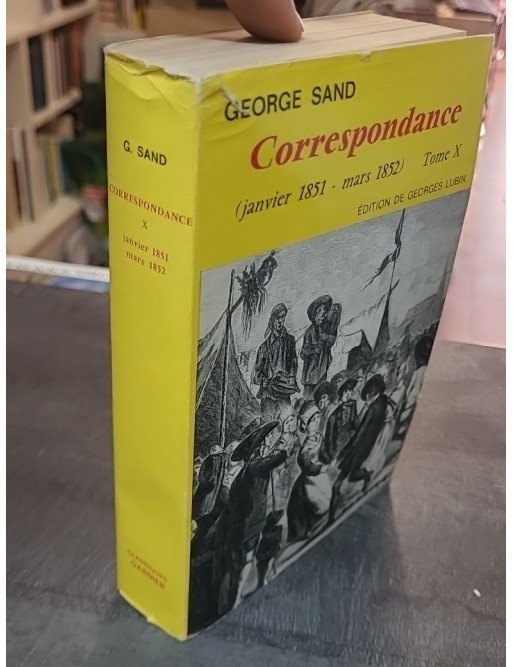 GEORGE SAND
Correspondance
(janvier 1851 - mars 1852) Tome X
ÉDITION DE GEORGES LUBIN
G. SAND
CORRESPONDANCE
X
janvier 1851
mars 1852
CLASSIQUES
GARNIER